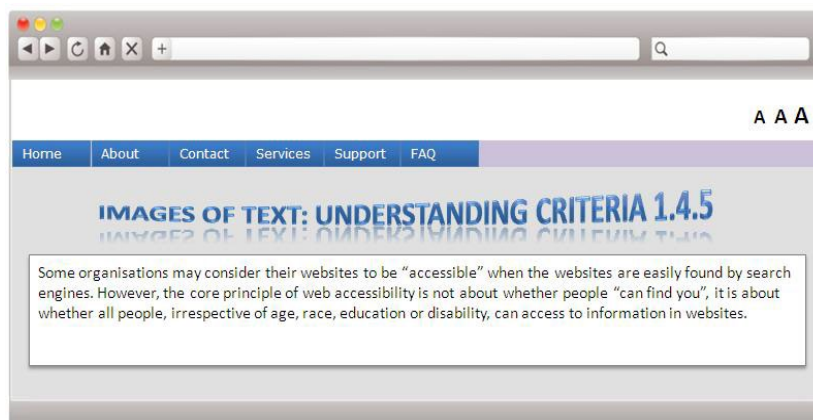 A A A
Home About Contact Services Support FAQ
IMAGES OF TEXT: UNDERSTANDING CRITERIA 1.4.5
Some organisations may consider their websites to be “accessible” when the websites are easily found by search
engines. However, the core principle of web accessibility is not about whether people “can find you”, it is about
whether all people, irrespective of age, race, education or disability, can access to information in websites.